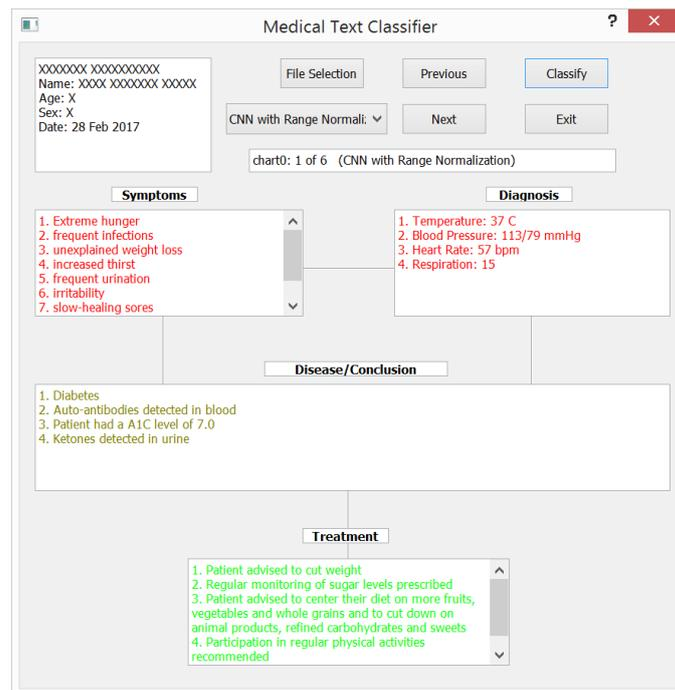 Medical Text Classifier
?
XXXXXXX XXXXXXXXXX
Name: XXXX XXXXXXX XXXXX
Age: X
Sex: X
Date: 28 Feb 2017
File Selection
Previous
Classify
CNN with Range Normali:
Next
Exit
chart0: 1 of 6 (CNN with Range Normalization)
Symptoms
1. Extreme hunger
2. frequent infections
3. unexplained weight loss
4. increased thirst
5. frequent urination
6. irritability
7. slow-healing sores
Diagnosis
1. Temperature: 37 C
2. Blood Pressure: 113/79 mmHg
3. Heart Rate: 57 bpm
4. Respiration: 15
Disease/Conclusion
1. Diabetes
2. Auto-antibodies detected in blood
3. Patient had a A1C level of 7.0
4. Ketones detected in urine
Treatment
1. Patient advised to cut weight
2. Regular monitoring of sugar levels prescribed
3. Patient advised to center their diet on more fruits,
vegetables and whole grains and to cut down on
animal products, refined carbohydrates and sweets
4. Participation in regular physical activities
recommended